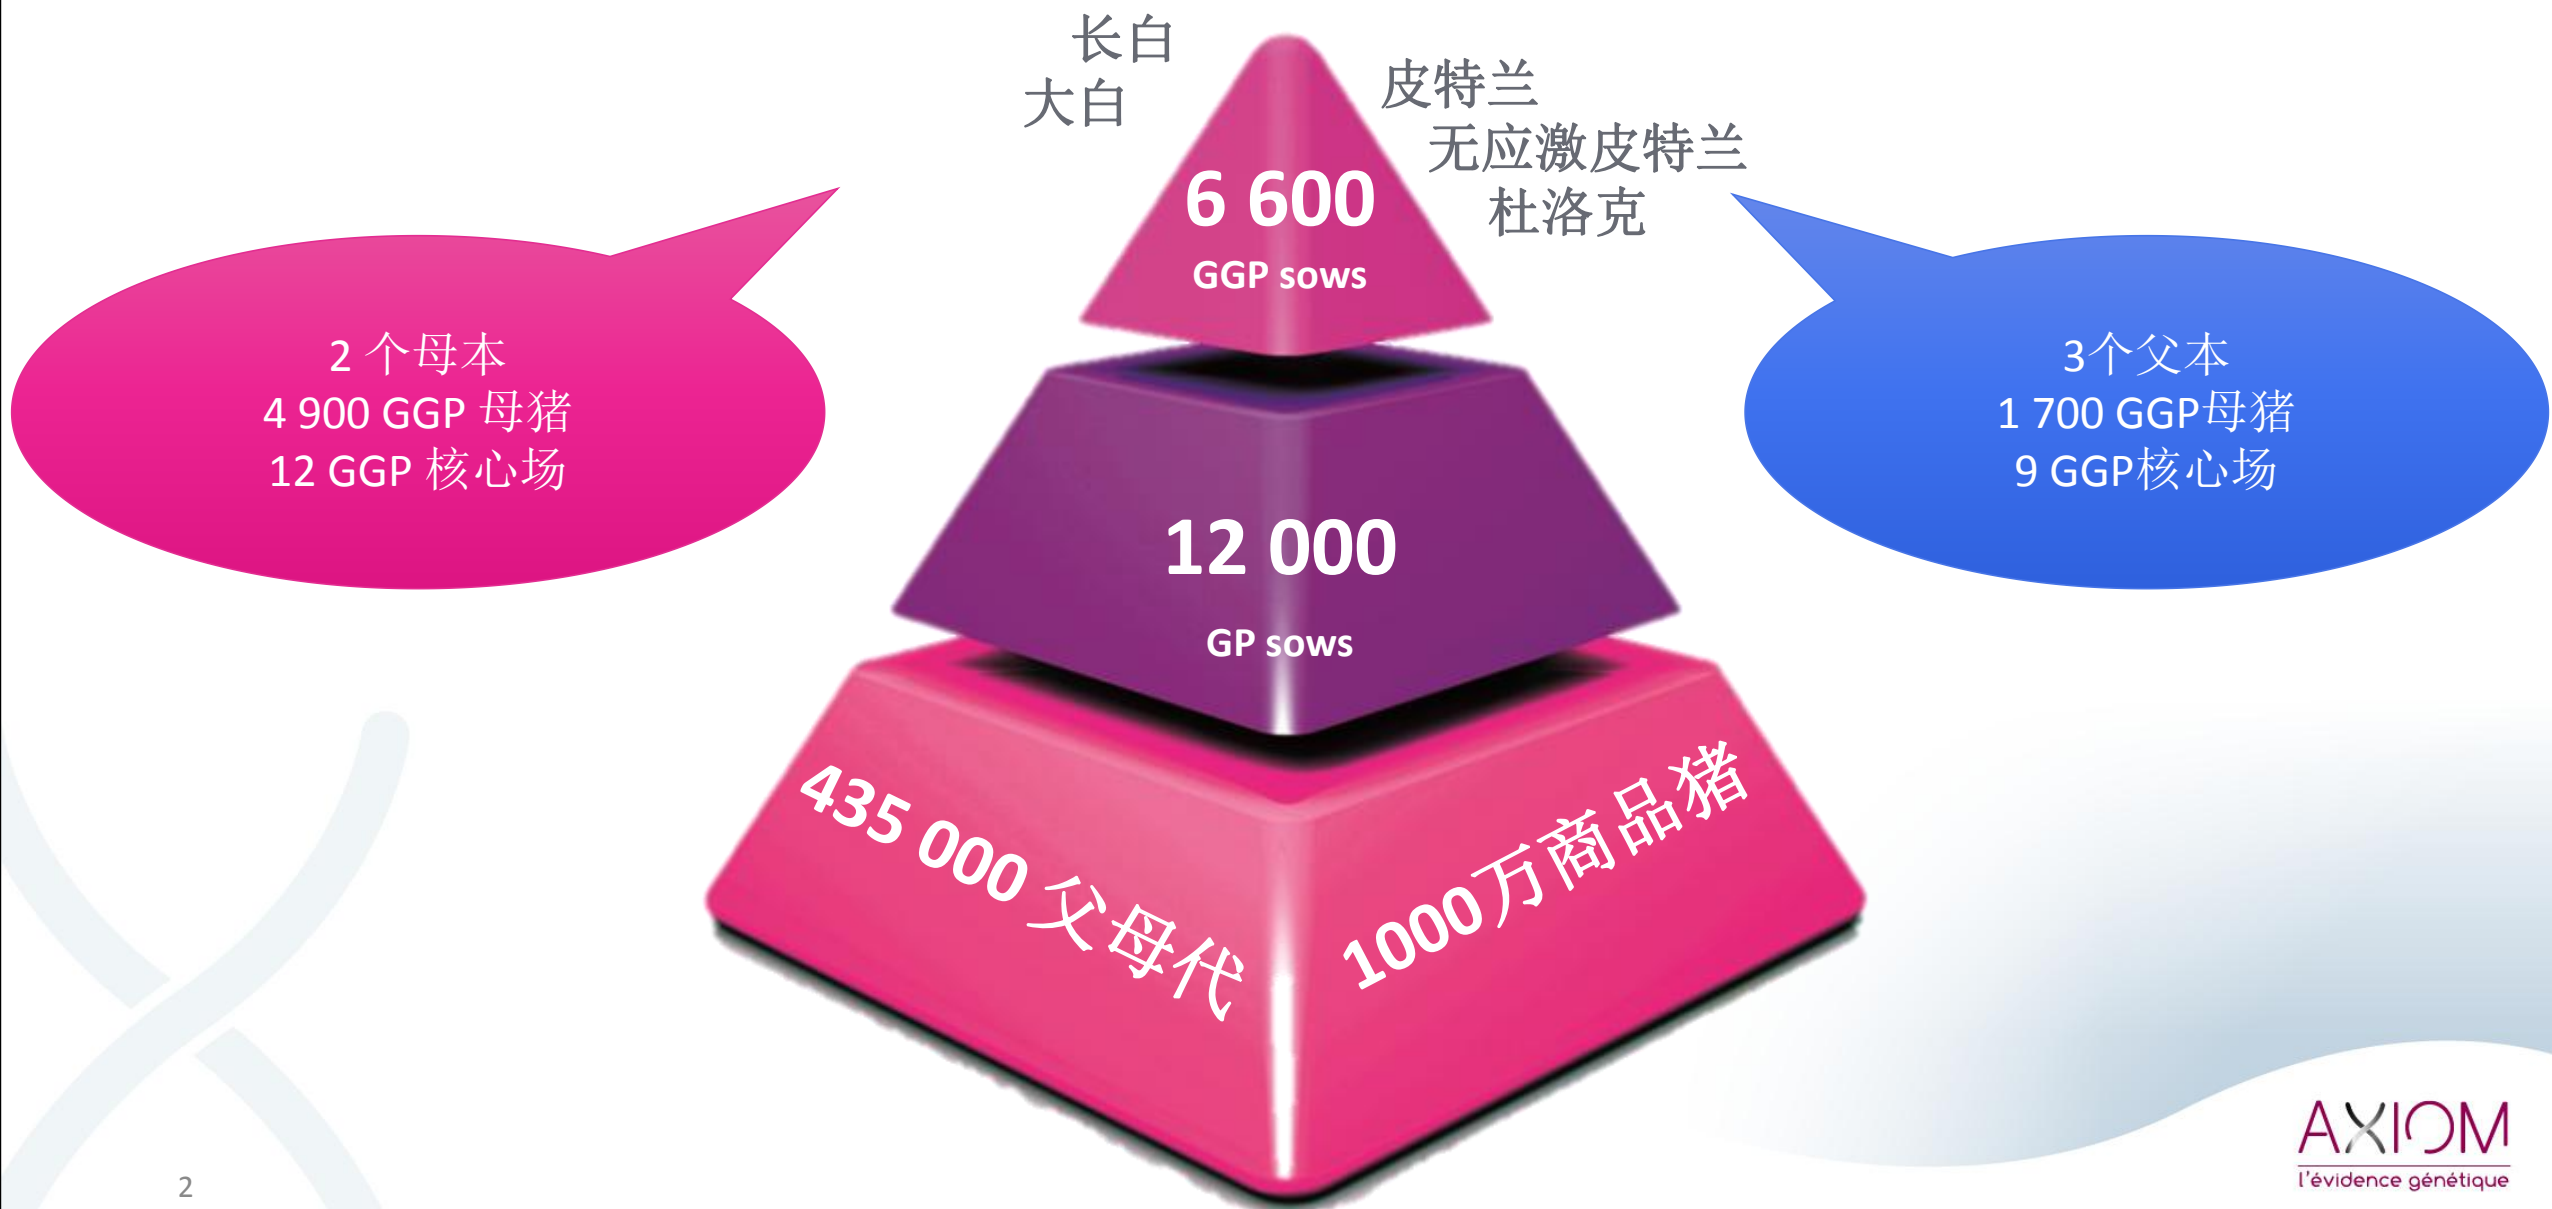 长白
大白
皮特兰
无应激皮特兰
杜洛克
6 600
GGP sows
2 个母本
4 900 GGP 母猪
12 GGP 核心场
3个父本
1 700 GGP母猪
9 GGP核心场
12 000
GP sows
435 000 父母代
1000万商品猪
AXIOM
l'évidence génétique
2